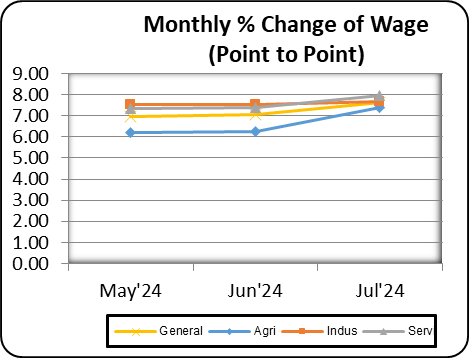 Monthly % Change of Wage
(Point to Point)
9.00
8.00
7.00
6.00
5.00
4.00
3.00
2.00
1.00
0.00
May'24 Jun'24 Jul'24
General Agri Indus Serv